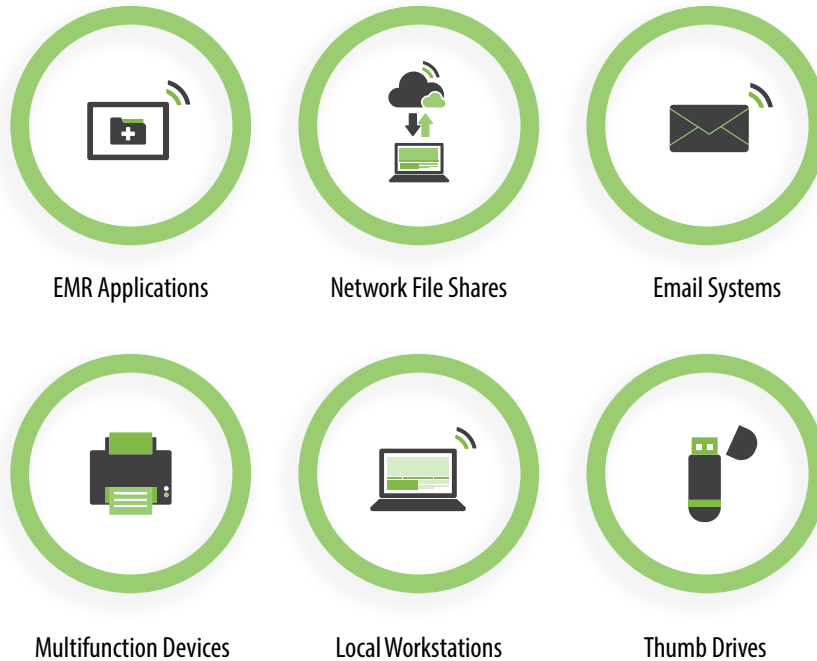 EMR Applications
Network File Shares
Email Systems
Multifunction Devices
Local Workstations
Thumb Drives